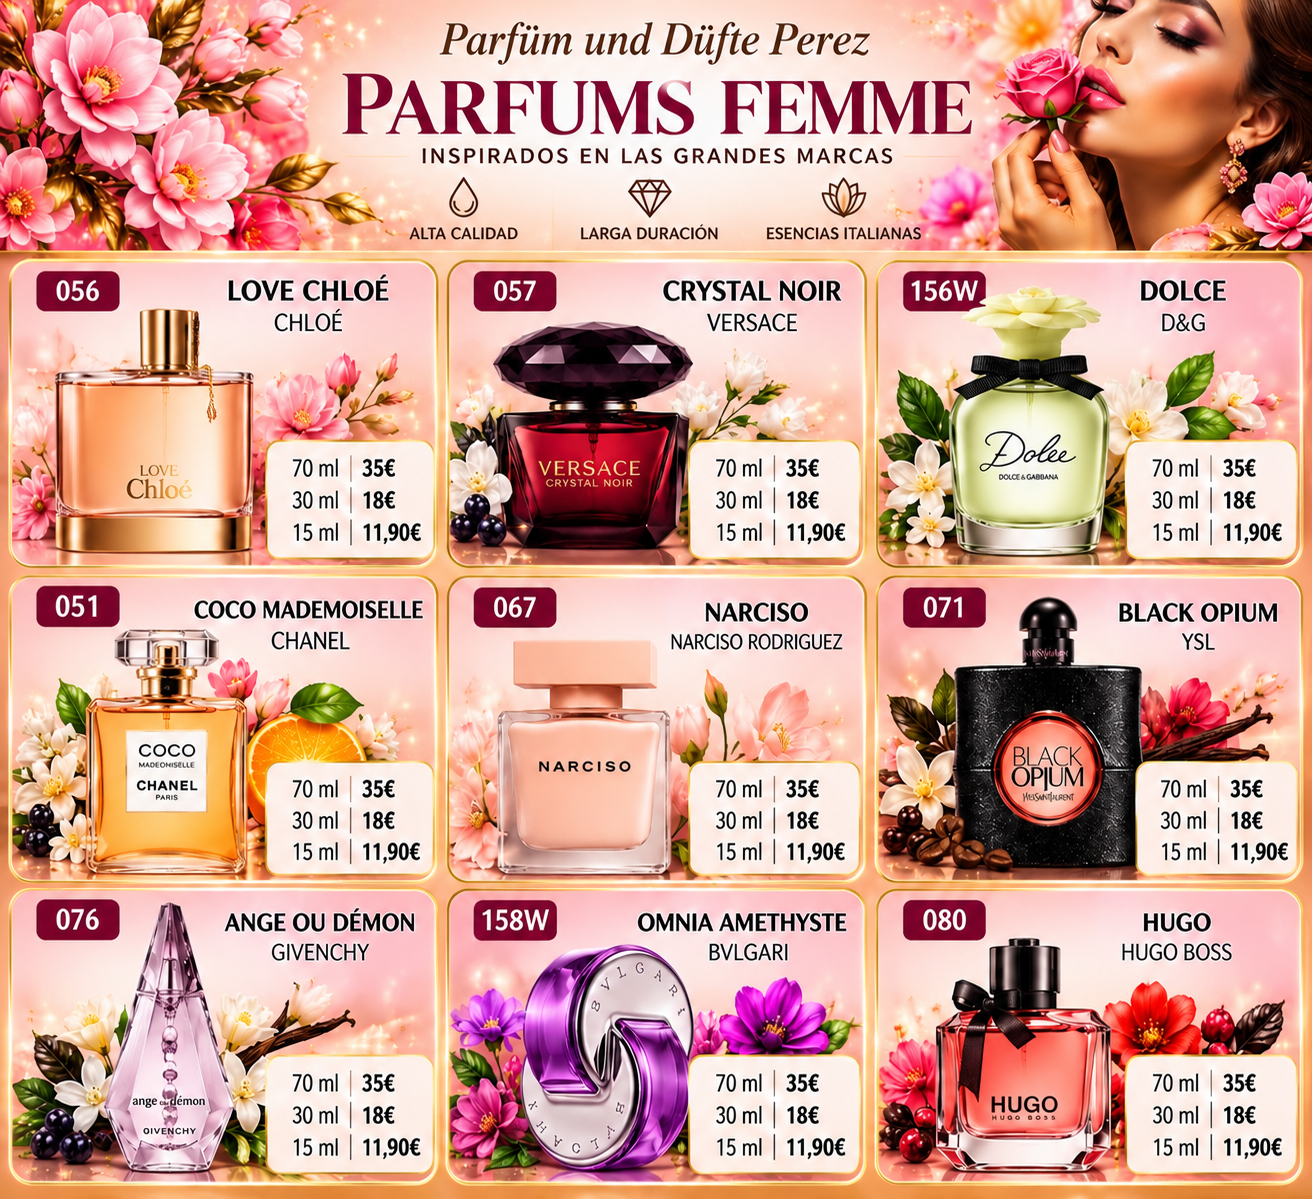 Parfüm und Düfte Perez
PARFUMS FEMME
INSPIRADOS EN LAS GRANDES MARCAS
ALTA CALIDAD
LARGA DURACIÓN
ESENCIAS ITALIANAS
056
LOVE CHLOÉ
CHLOÉ
LOVE
Chloé
70 ml | 35€
30 ml | 18€
15 ml | 11,90€
057
CRYSTAL NOIR
VERSACE
VERSACE
CRYSTAL NOIR
70 ml | 35€
30 ml | 18€
15 ml | 11,90€
156W
DOLCE
D&G
Dolce
DOLCE & GABBANA
70 ml | 35€
30 ml | 18€
15 ml | 11,90€
051
COCO MADEMOISELLE
CHANEL
COCO
MADEMOISELLE
CHANEL
PARIS
70 ml | 35€
30 ml | 18€
15 ml | 11,90€
067
NARCISO
NARCISO RODRIGUEZ
NARCISO
70 ml | 35€
30 ml | 18€
15 ml | 11,90€
071
BLACK OPIUM
YSL
BLACK
OPIUM
YVESSAINTLAURENT
70 ml | 35€
30 ml | 18€
15 ml | 11,90€
076
ANGE OU DÉMON
GIVENCHY
ange ou démon
GIVENCHY
70 ml | 35€
30 ml | 18€
15 ml | 11,90€
158W
OMNIA AMETHYSTE
BVLGARI
BVLGARI
70 ml | 35€
30 ml | 18€
15 ml | 11,90€
080
HUGO
HUGO BOSS
HUGO
HUGO BOSS
70 ml | 35€
30 ml | 18€
15 ml | 11,90€